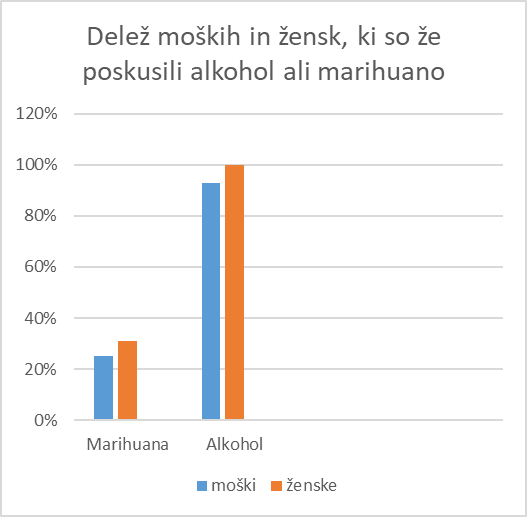 Delež moških in žensk, ki so že
poskusili alkohol ali marihuano
120%
100%
80%
60%
40%
20%
0%
Marihuana Alkohol
moški ženske